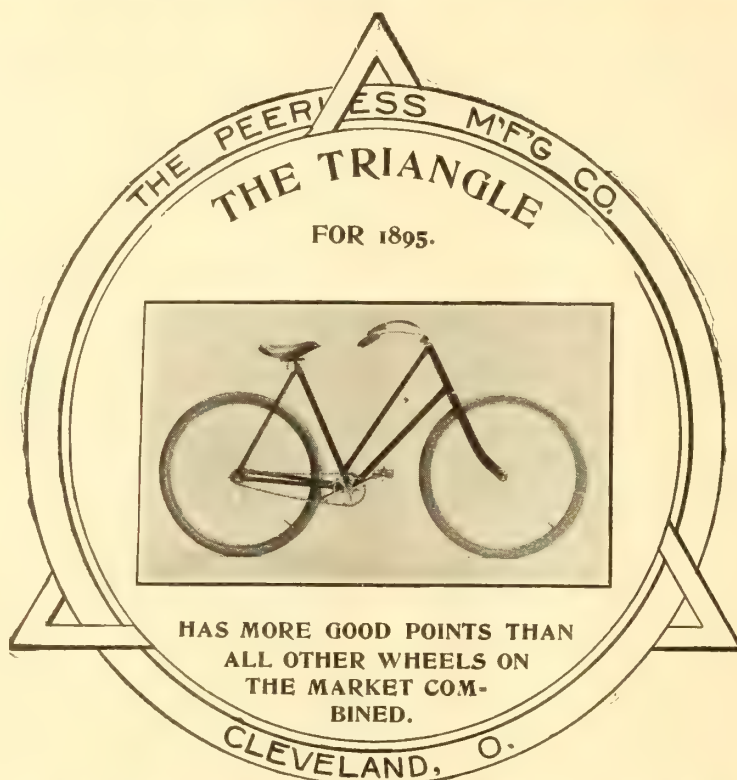 THE PEERLESS M'F'G CO.
THE TRIANGLE
FOR 1895.
HAS MORE GOOD POINTS THAN
ALL OTHER WHEELS ON
THE MARKET COM-
BINED.
CLEVELAND, O.